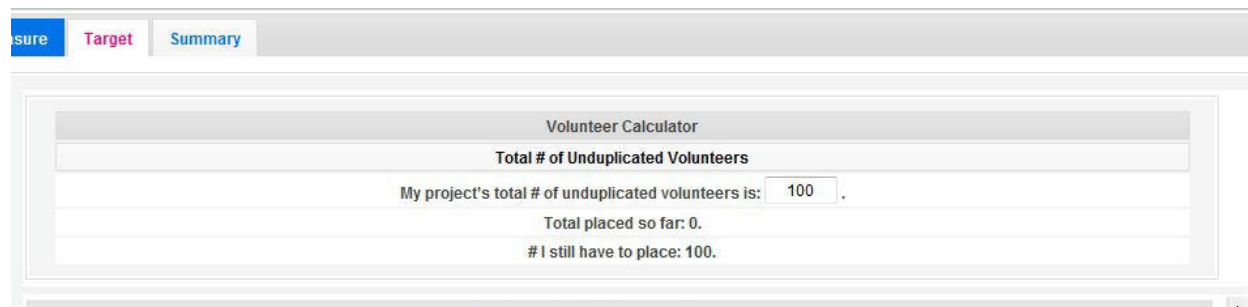 sure Target Summary
Volunteer Calculator
Total # of Unduplicated Volunteers
My project's total # of unduplicated volunteers is: 100 .
Total placed so far: 0.
# I still have to place: 100.